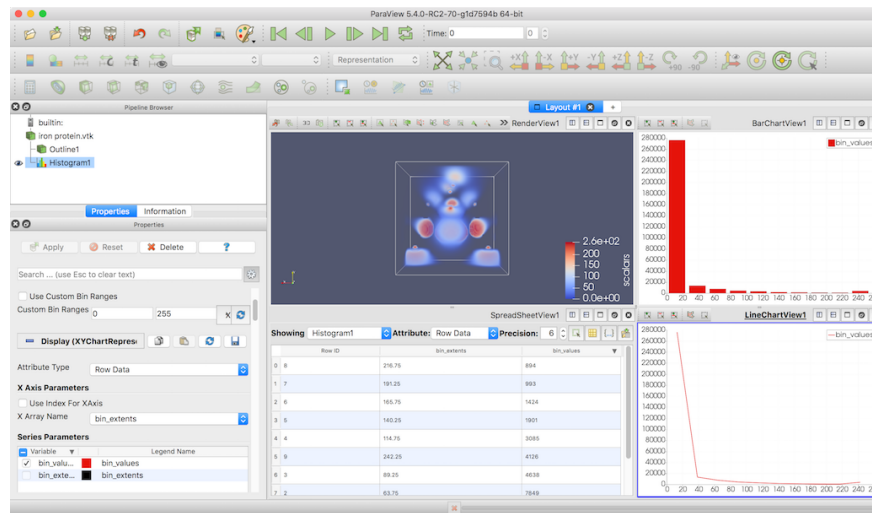 ParaView 5.4.0-RC2-70-g1d7594b 64-bit
Time: 0 0
Representation
+X -X +Y -Y +Z -Z +90 -90
Pipeline Browser
builtin:
iron protein.vtk
Outline1
Histogram1
Properties Information
Properties
Apply Reset Delete ?
Search ... (use Esc to clear text)
Use Custom Bin Ranges
Custom Bin Ranges 0 255
Display (XYChartRepres
Attribute Type Row Data
X Axis Parameters
Use Index For XAxis
X Array Name bin_extents
Series Parameters
Variable Legend Name
bin_valu... bin_values
bin_exte... bin_extents
Layout #1 +
RenderView1
2.6e+02
200
150
100
50
0.0e+00
scalars
SpreadSheetView1
Showing Histogram1 Attribute: Row Data Precision: 6
Row ID bin_extents bin_values
0 8 216.75 894
1 7 191.25 993
2 6 165.75 1424
3 5 140.25 1901
4 4 114.75 3085
5 9 242.25 4126
6 3 89.25 4638
7 2 63.75 7849
BarChartView1
bin_values
280000
260000
240000
220000
200000
180000
160000
140000
120000
100000
80000
60000
40000
20000
0
0 20 40 60 80 100 120 140 160 180 200 220 240
LineChartView1
bin_values
280000
260000
240000
220000
200000
180000
160000
140000
120000
100000
80000
60000
40000
20000
0
0 20 40 60 80 100 120 140 160 180 200 220 240